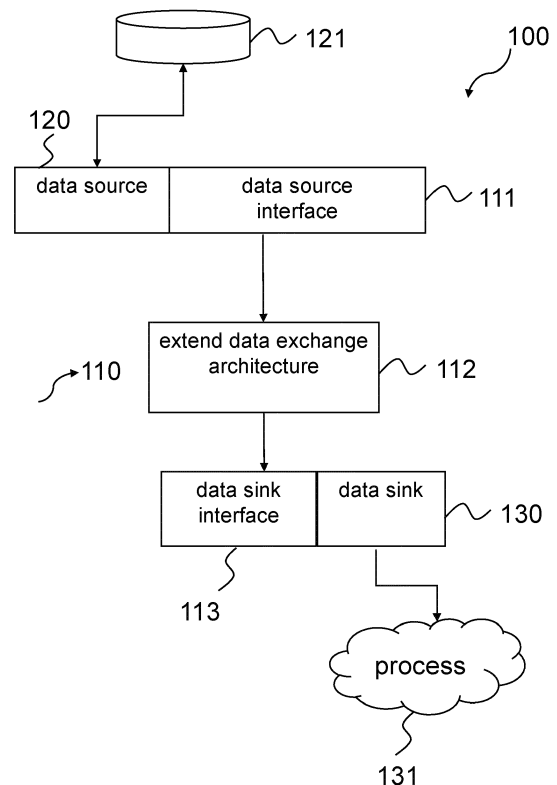 121
100
120
data source
data source
interface
111
extend data exchange
architecture
110
112
data sink
interface
data sink
130
113
process
131